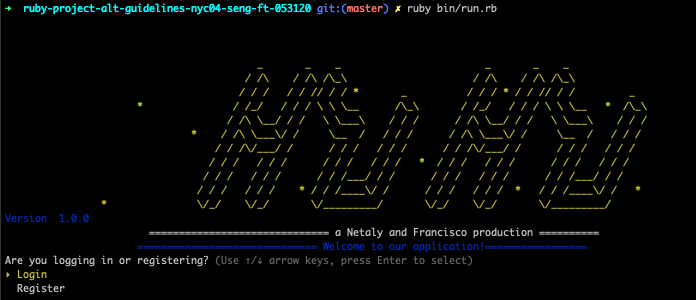 ➜ ruby-project-alt-guidelines-nyc04-seng-ft-053120 git:(master) ✗ ruby bin/run.rb
Version 1.0.0
============================== a Netaly and Francisco production ==========
============================== Welcome to our application!=================
Are you logging in or registering? (Use ↑/↓ arrow keys, press Enter to select)
‣ Login
Register